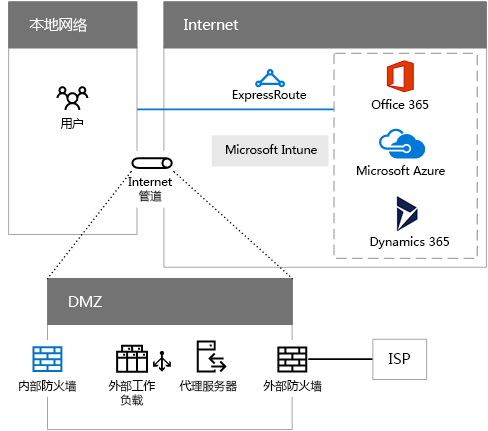 本地网络
Internet
用户
ExpressRoute
Office 365
Microsoft Intune
Microsoft Azure
Dynamics 365
Internet
管道
DMZ
内部防火墙
外部工作
负载
代理服务器
外部防火墙
ISP